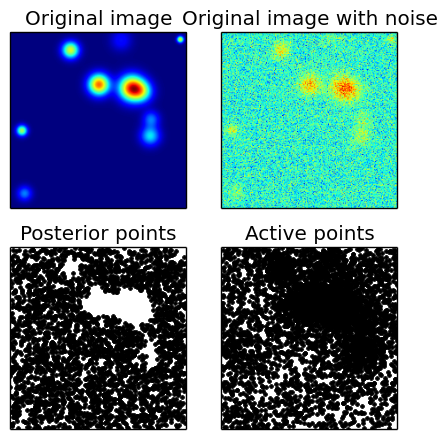 Original image
Original image with noise
Posterior points
Active points